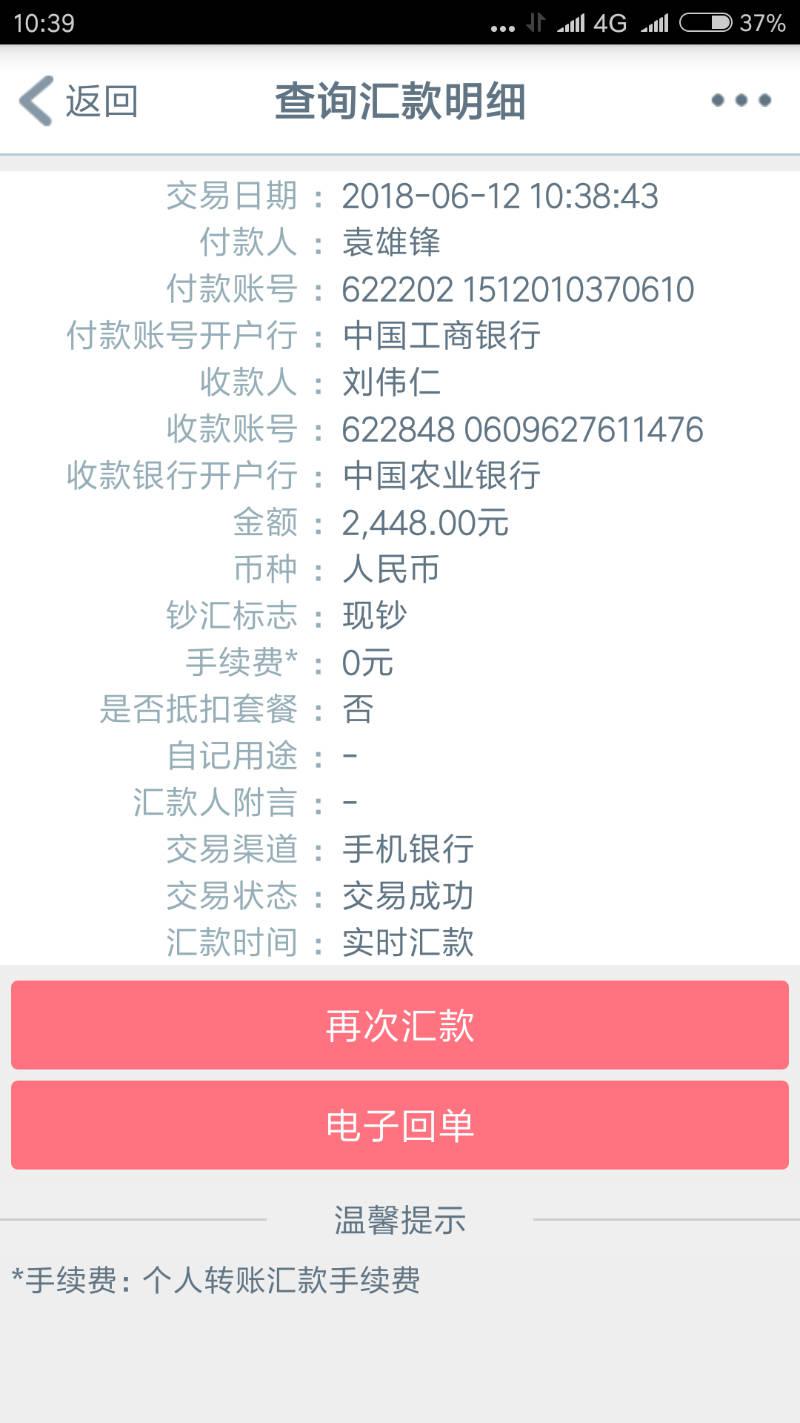 10:39 4G 37%
返回 查询汇款明细
交易日期 : 2018-06-12 10:38:43
付款人 : 袁雄锋
付款账号 : 622202 1512010370610
付款账号开户行 : 中国工商银行
收款人 : 刘伟仁
收款账号 : 622848 0609627611476
收款银行开户行 : 中国农业银行
金额 : 2,448.00元
币种 : 人民币
钞汇标志 : 现钞
手续费* : 0元
是否抵扣套餐 : 否
自记用途 : -
汇款人附言 : -
交易渠道 : 手机银行
交易状态 : 交易成功
汇款时间 : 实时汇款
再次汇款
电子回单
温馨提示
*手续费: 个人转账汇款手续费